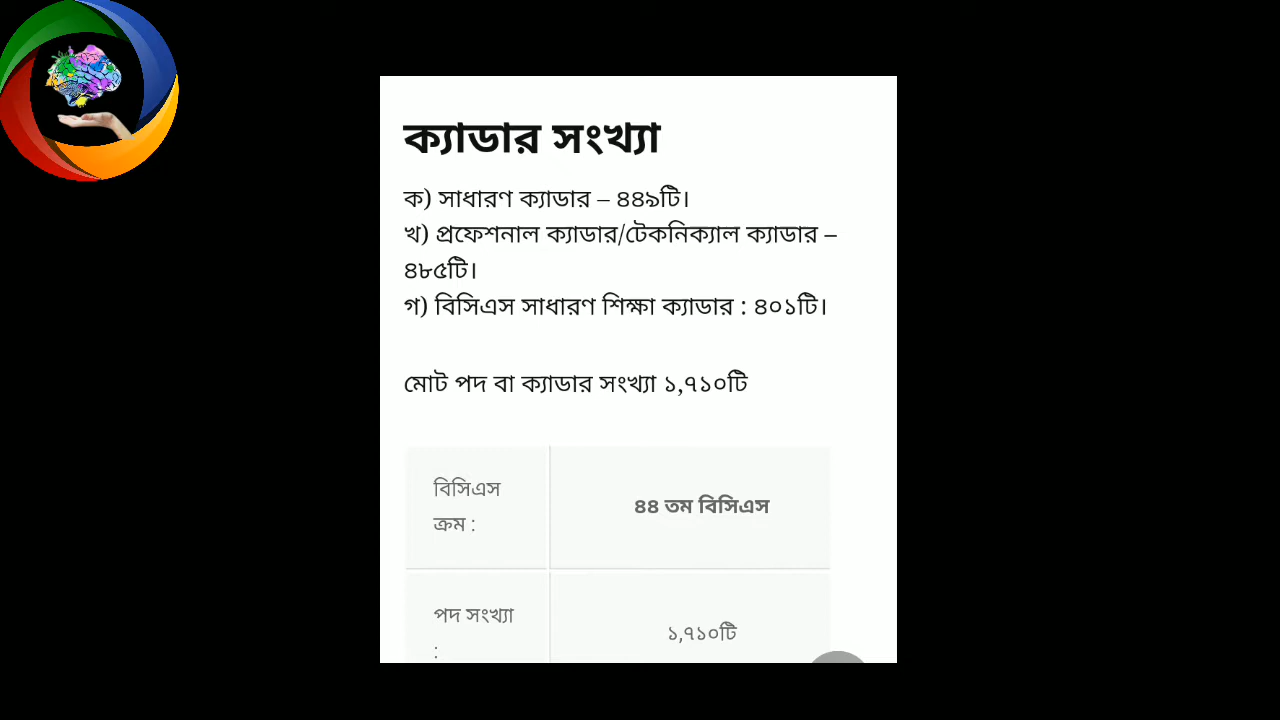 ক্যাডার সংখ্যা
ক) সাধারণ ক্যাডার – ৪৪৯টি।
খ) প্রফেশনাল ক্যাডার/টেকনিক্যাল ক্যাডার –
৪৮৫টি।
গ) বিসিএস সাধারণ শিক্ষা ক্যাডার : ৪০১টি।
মোট পদ বা ক্যাডার সংখ্যা ১,৭১০টি
বিসিএস
ক্রম :
৪৪ তম বিসিএস
পদ সংখ্যা
:
১,৭১০টি